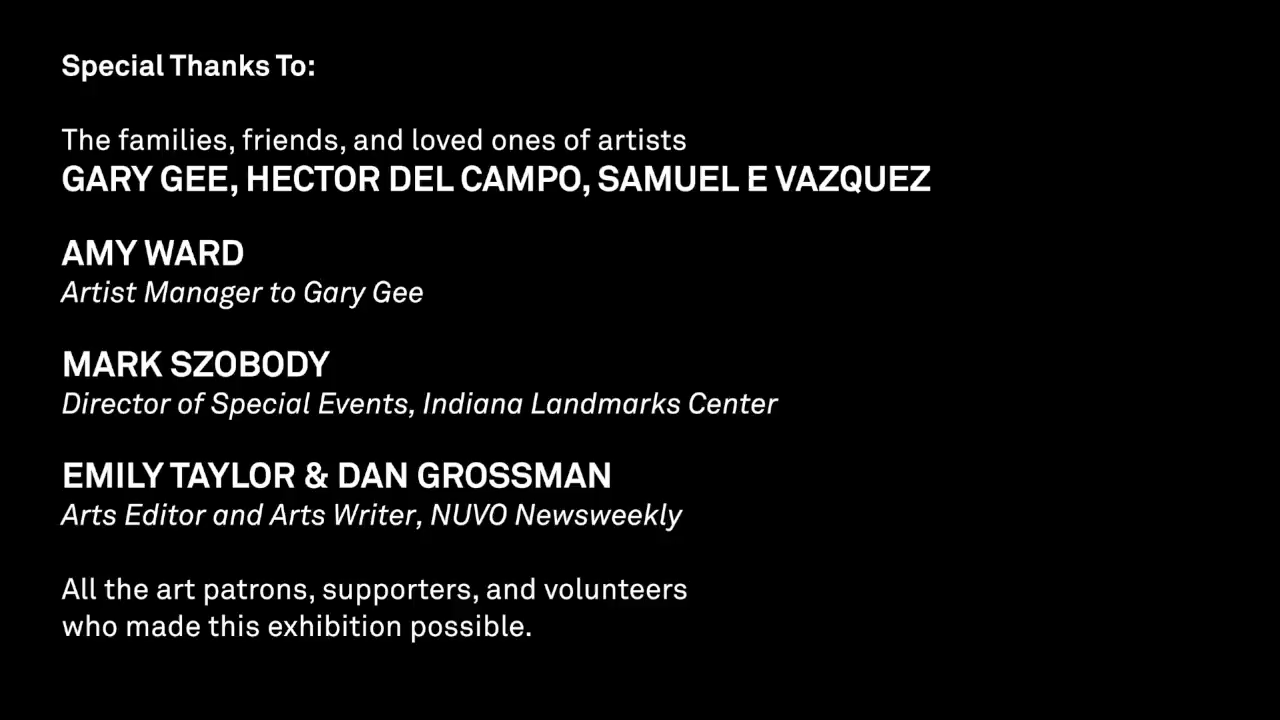 Special Thanks To:
The families, friends, and loved ones of artists
GARY GEE, HECTOR DEL CAMPO, SAMUEL E VAZQUEZ
AMY WARD
Artist Manager to Gary Gee
MARK SZOBODY
Director of Special Events, Indiana Landmarks Center
EMILY TAYLOR & DAN GROSSMAN
Arts Editor and Arts Writer, NUVO Newsweekly
All the art patrons, supporters, and volunteers
who made this exhibition possible.